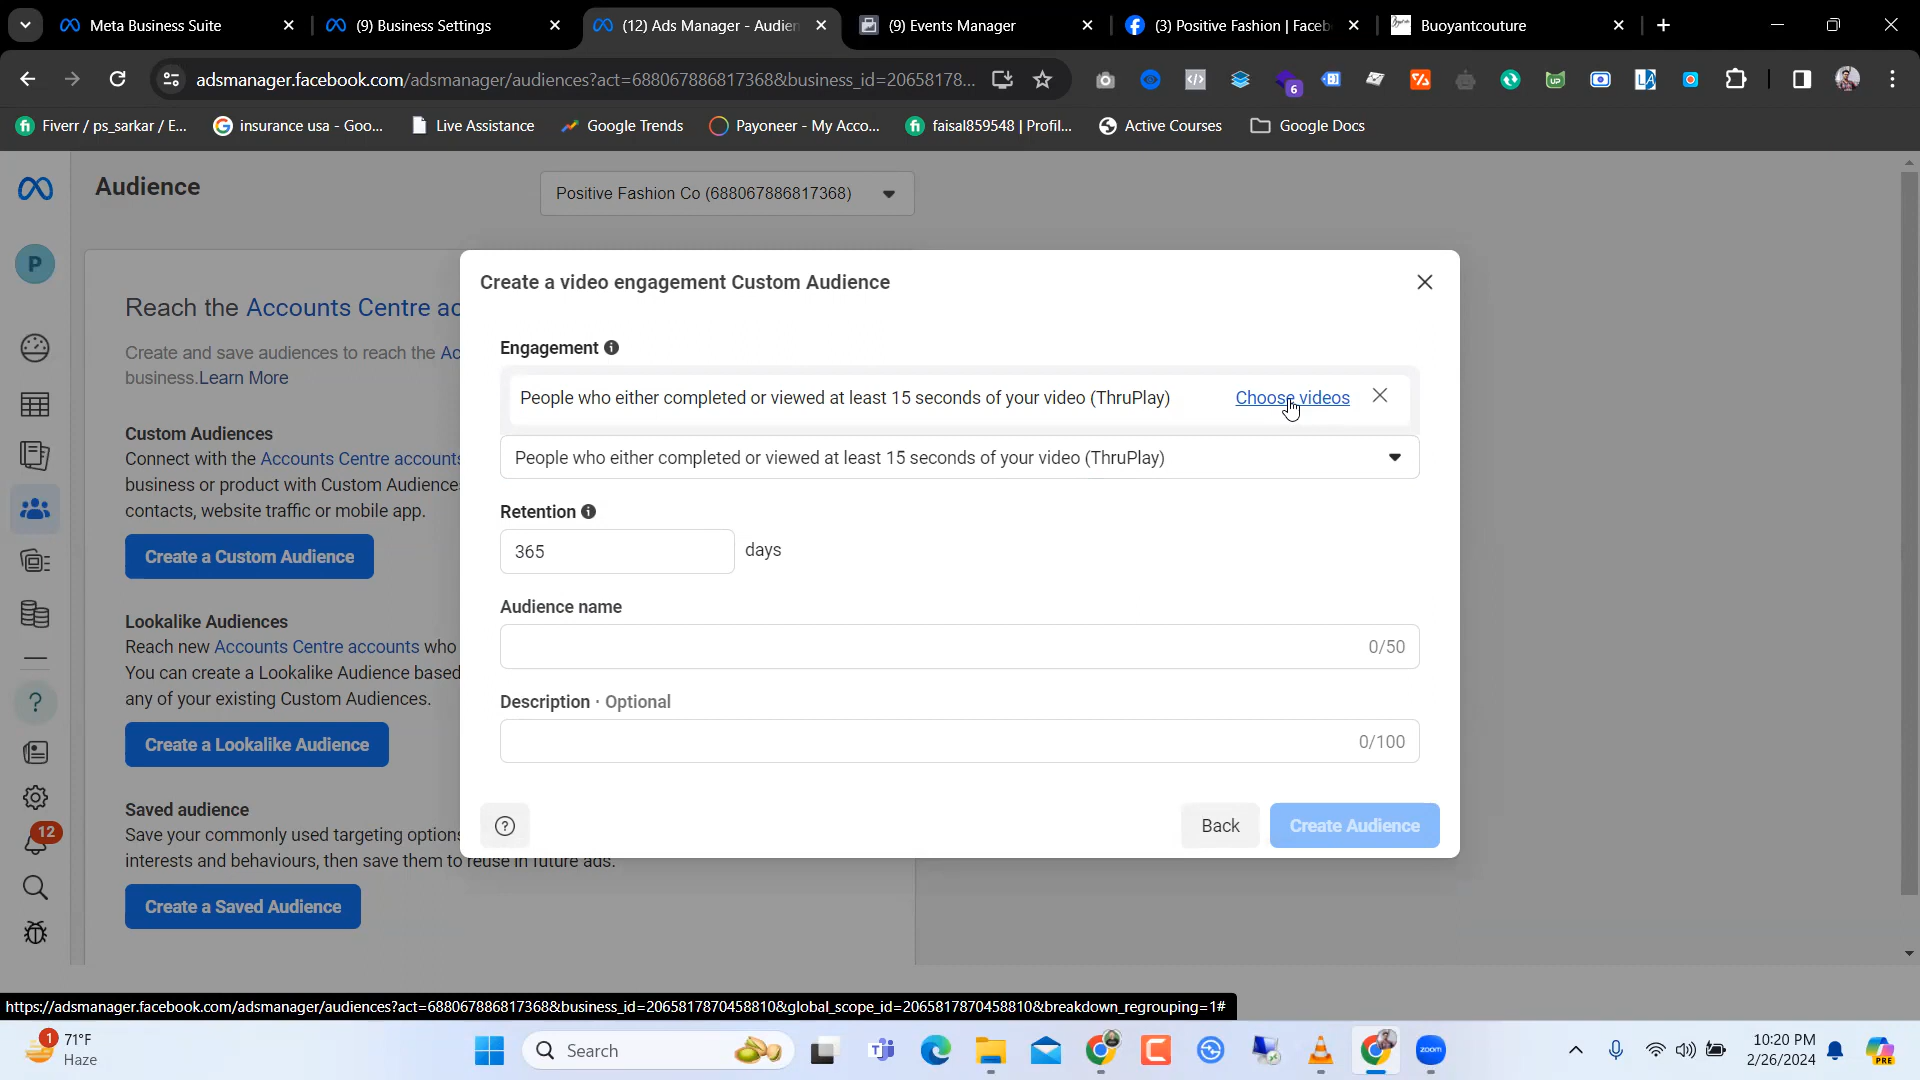 Meta Business Suite
(9) Business Settings
(12) Ads Manager - Audien
(9) Events Manager
(3) Positive Fashion | Faceb
Buoyantcouture
adsmanager.facebook.com/adsmanager/audiences?act=688067886817368&business_id=20658178...
6
Fiverr / ps_sarkar / E...
insurance usa - Goo...
Live Assistance
Google Trends
Payoneer - My Acco...
faisal859548 | Profil...
Active Courses
Google Docs
Audience
Positive Fashion Co (688067886817368)
P
Reach the Accounts Centre ac
Create and save audiences to reach the Ac
business.Learn More
Custom Audiences
Connect with the Accounts Centre accounts
business or product with Custom Audiences
contacts, website traffic or mobile app.
Create a Custom Audience
Lookalike Audiences
Reach new Accounts Centre accounts who
You can create a Lookalike Audience based
any of your existing Custom Audiences.
Create a Lookalike Audience
Saved audience
Save your commonly used targeting options
interests and behaviours, then save them to reuse in future ads.
Create a Saved Audience
12
Create a video engagement Custom Audience
Engagement
People who either completed or viewed at least 15 seconds of your video (ThruPlay)
Choose videos
People who either completed or viewed at least 15 seconds of your video (ThruPlay)
Retention
365
days
Audience name
0/50
Description · Optional
0/100
Back
Create Audience
https://adsmanager.facebook.com/adsmanager/audiences?act=688067886817368&business_id=2065817870458810&global_scope_id=2065817870458810&breakdown_regrouping=1#
1
71°F
Haze
Search
zoom
10:20 PM
2/26/2024
PRE